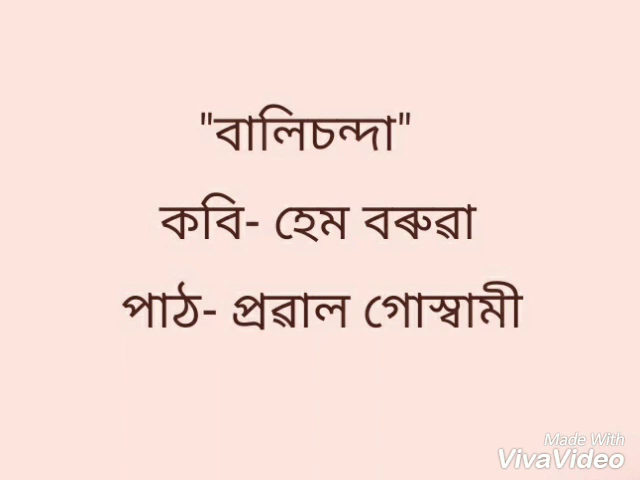 "বালিচন্দা"
কবি- হেম বৰুৱা
পাঠ- প্ৰৱাল গোস্বামী
Made With
VivaVideo